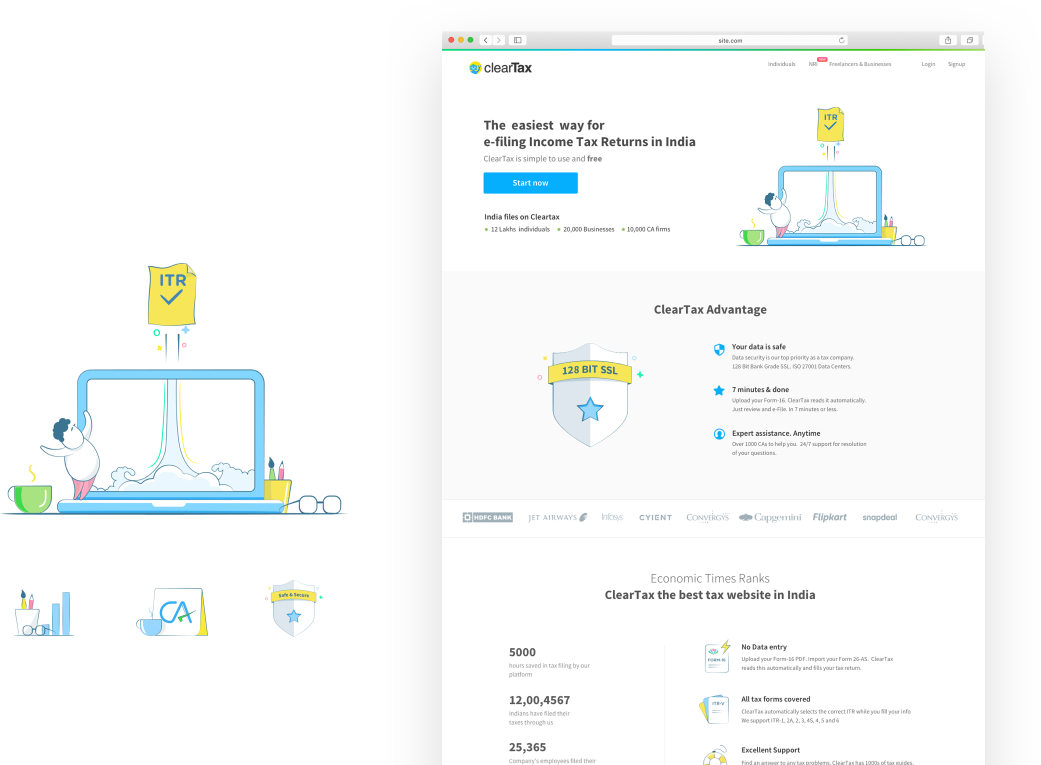 ITR
Safe & Secure
CA
site.com
clearTax
Individuals
NRI
Freelancers & Businesses
Login
Signup
The easiest way for
e-filing Income Tax Returns in India
ClearTax is simple to use and free
Start now
India files on Cleartax
12 Lakhs individuals
20,000 Businesses
10,000 CA firms
ITR
ClearTax Advantage
128 BIT SSL
Your data is safe
Data security is our top priority as a tax company.
128 Bit Bank Grade SSL. ISO 27001 Data Centers.
7 minutes & done
Upload your Form-16. ClearTax reads it automatically.
Just review and e-File. In 7 minutes or less.
Expert assistance. Anytime
Over 1000 CAs to help you. 24/7 support for resolution
of your questions.
HDFC BANK
JET AIRWAYS
Infosys
CYIENT
CONVERGYS
Capgemini
Flipkart
snapdeal
CONVERGYS
Economic Times Ranks
ClearTax the best tax website in India
5000
hours saved in tax filing by our
platform
12,00,4567
Indians have filed their
taxes through us
25,365
Company's employees filed their
FORM-16
No Data entry
Upload your Form-16 PDF. Import your Form 26-AS. ClearTax
reads this automatically and fills your tax return.
ITR-V
All tax forms covered
ClearTax automatically selects the correct ITR while you fill your info
We support ITR-1, 2A, 2, 3, 4S, 4, 5 and 6
Excellent Support
Find an answer to any tax problems. ClearTax has 1000s of tax guides.